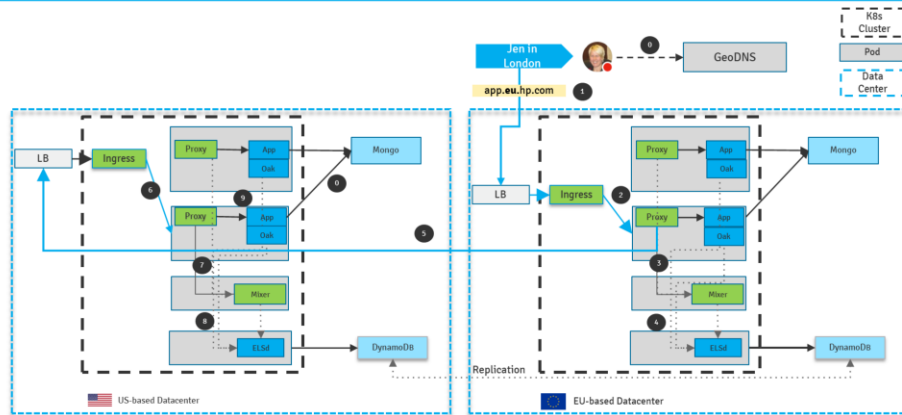 K8s
Cluster
Pod
Data
Center
Jen in
London
0
GeoDNS
app.eu.hp.com
1
LB
Ingress
Proxy
App
Oak
Mongo
6
9
0
Proxy
App
Oak
5
7
Mixer
8
ELSd
DynamoDB
US-based Datacenter
LB
Ingress
Proxy
App
Oak
Mongo
2
Proxy
App
Oak
3
Mixer
4
ELSd
DynamoDB
Replication
EU-based Datacenter